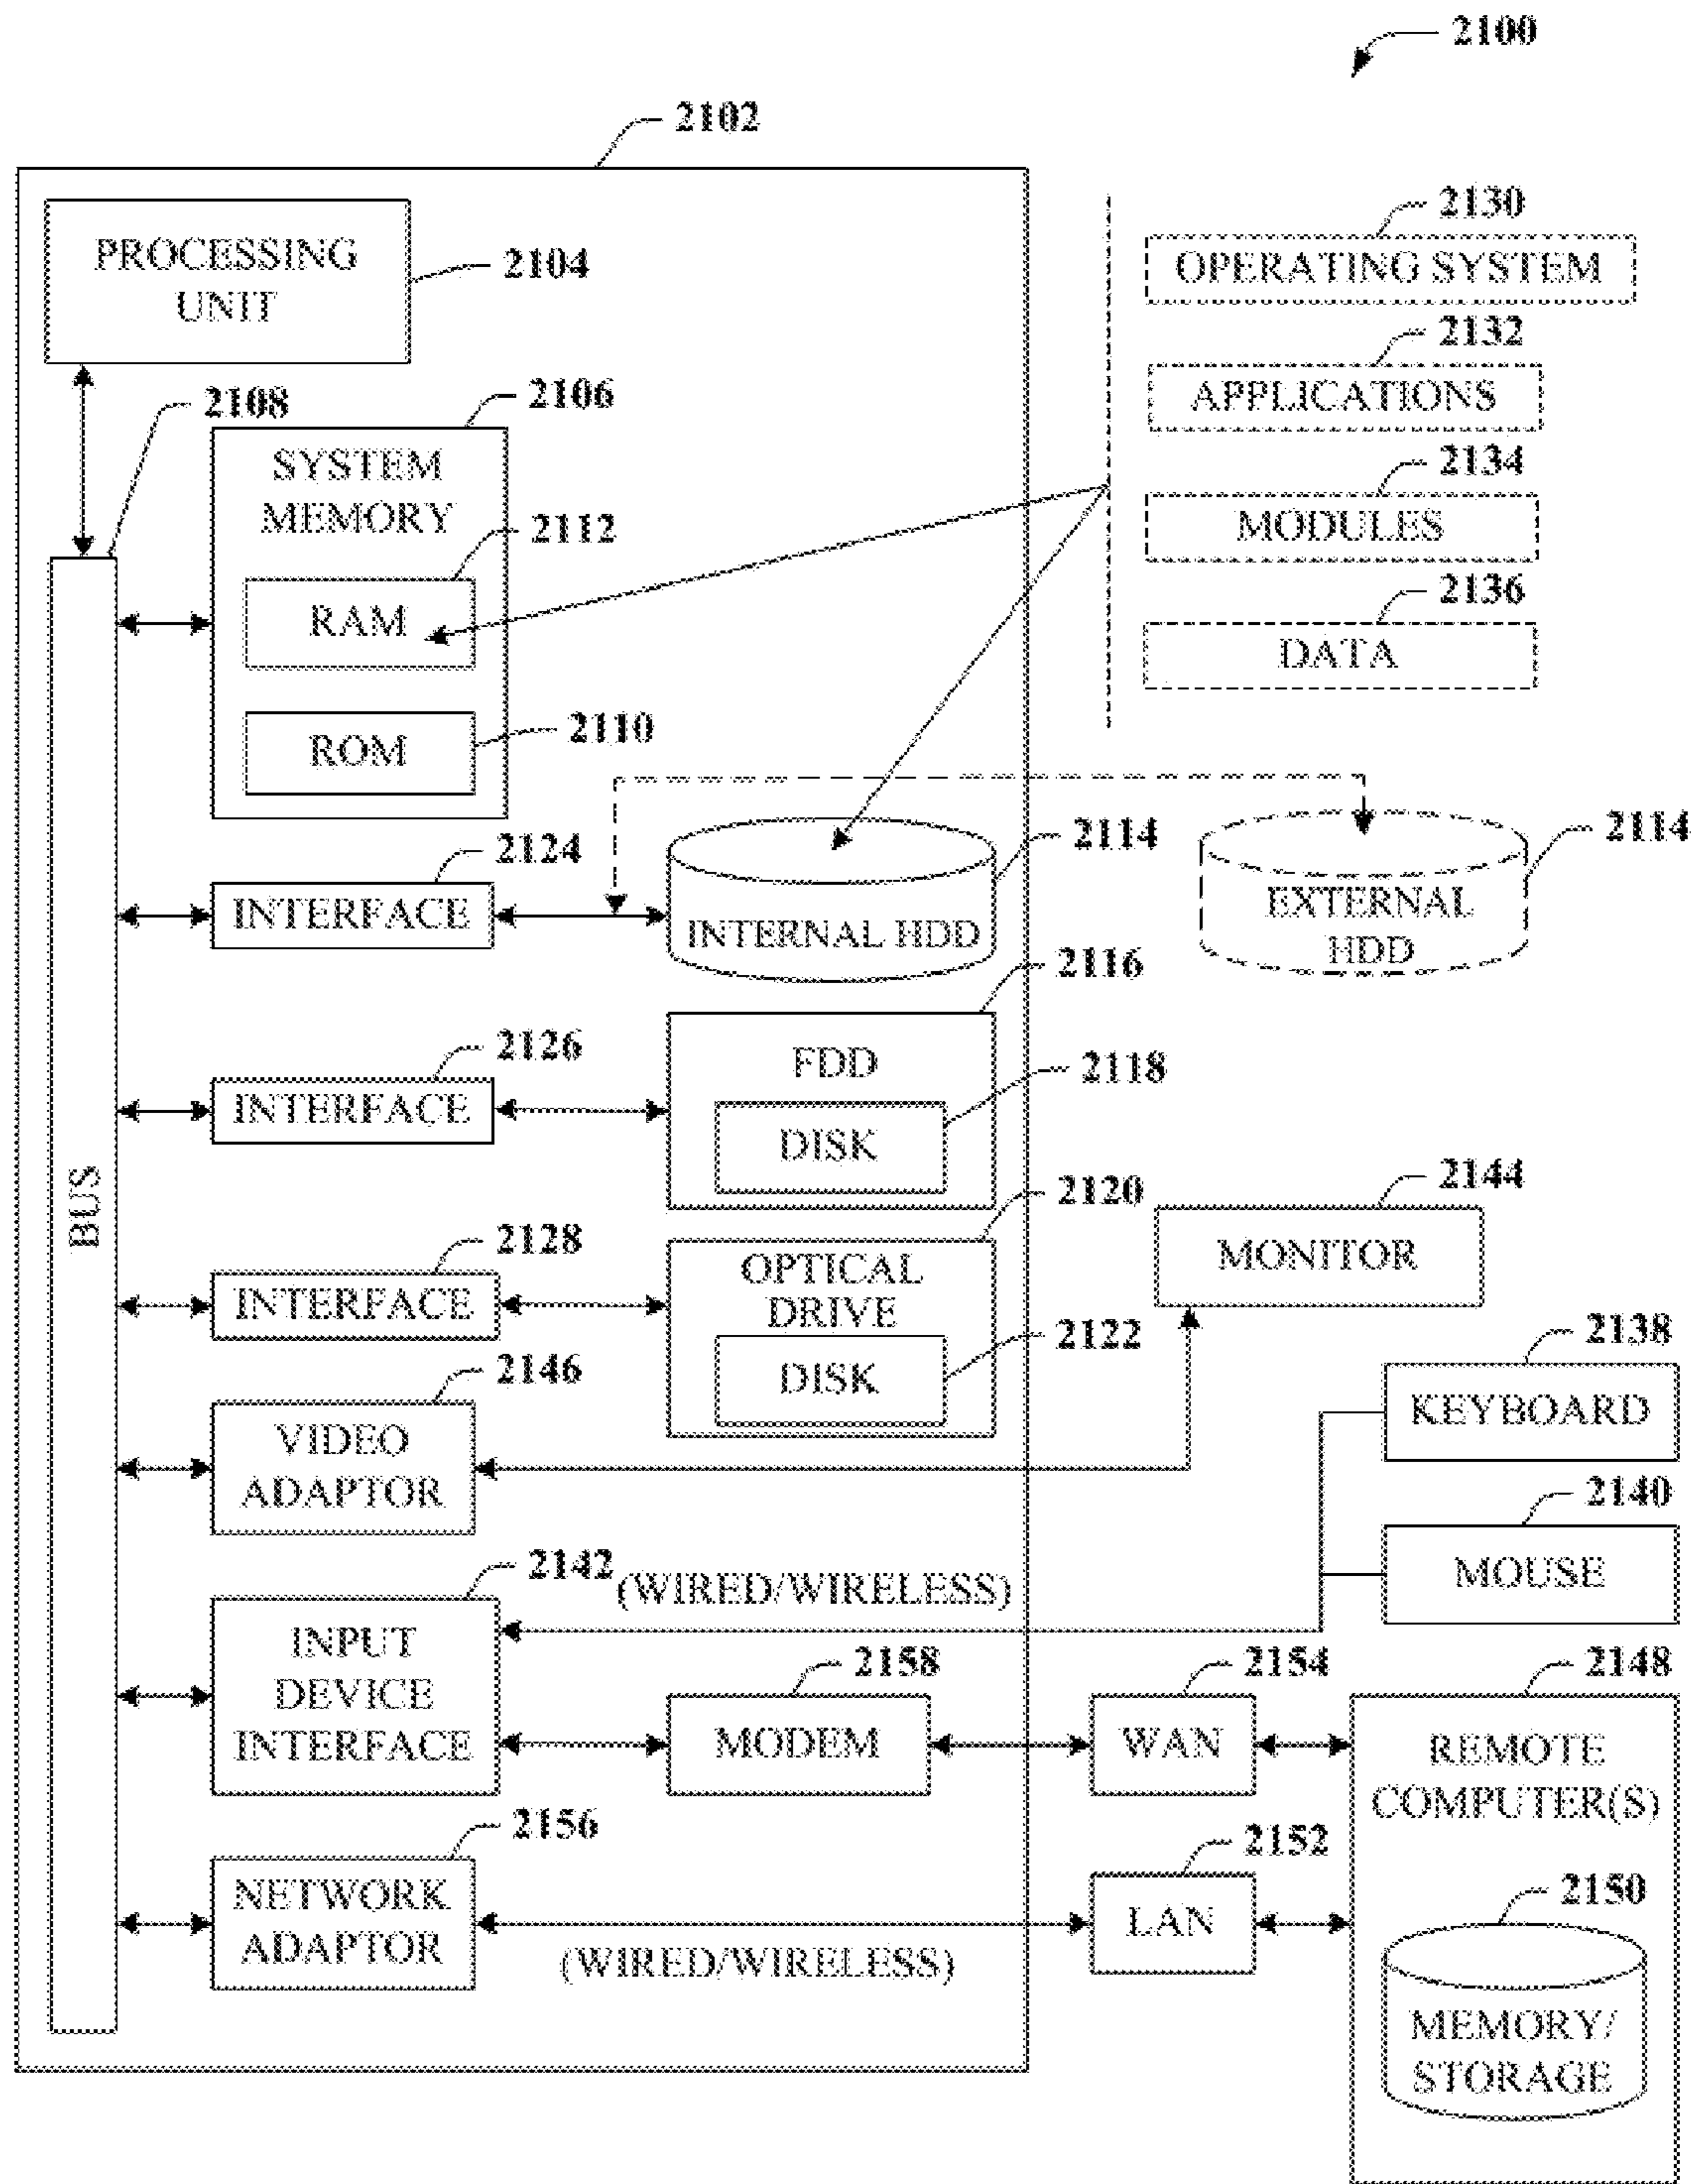 2100
2102
PROCESSING
UNIT
2104
2130
OPERATING SYSTEM
2132
APPLICATIONS
2134
MODULES
2136
DATA
2108
2106
SYSTEM
MEMORY
2112
RAM
2110
ROM
2124
INTERFACE
2114
INTERNAL HDD
2114
EXTERNAL
HDD
2116
FDD
2126
INTERFACE
2118
DISK
BUS
2120
OPTICAL
DRIVE
2128
INTERFACE
2122
DISK
2144
MONITOR
2138
KEYBOARD
2146
VIDEO
ADAPTOR
2140
MOUSE
2142
(WIRED/WIRELESS)
INPUT
DEVICE
INTERFACE
2158
MODEM
2154
WAN
2148
REMOTE
COMPUTER(S)
2156
NETWORK
ADAPTOR
(WIRED/WIRELESS)
2152
LAN
2150
MEMORY/
STORAGE